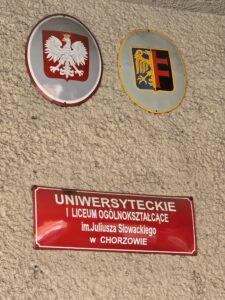 UNIWERSYTECKIE
I LICEUM OGÓLNOKSZTAŁCĄCE
im.Juliusza Słowackiego
w CHORZOWIE